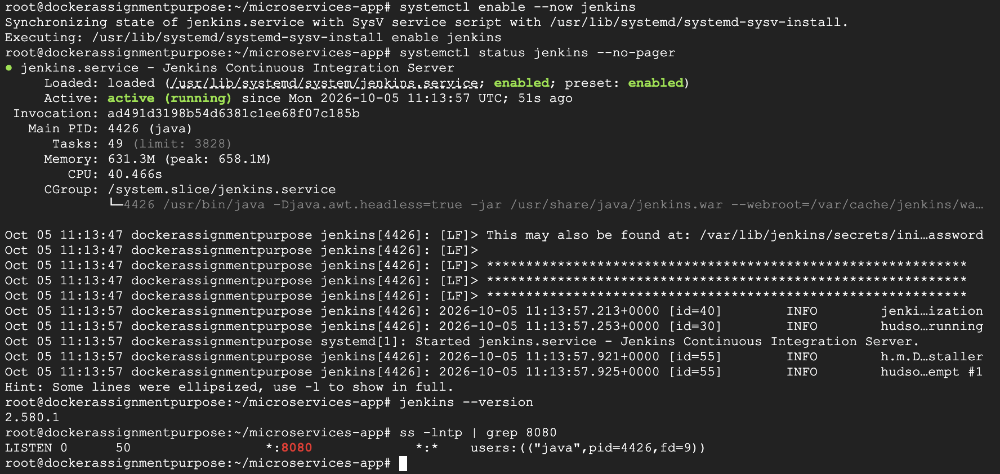 root@dockerassignmentpurpose:~/microservices-app# systemctl enable --now jenkins
Synchronizing state of jenkins.service with SysV service script with /usr/lib/systemd/systemd-sysv-install.
Executing: /usr/lib/systemd/systemd-sysv-install enable jenkins
root@dockerassignmentpurpose:~/microservices-app# systemctl status jenkins --no-pager
● jenkins.service - Jenkins Continuous Integration Server
     Loaded: loaded (/usr/lib/systemd/system/jenkins.service; enabled; preset: enabled)
     Active: active (running) since Mon 2026-10-05 11:13:57 UTC; 51s ago
 Invocation: ad491d3198b54d6381c1ee68f07c185b
   Main PID: 4426 (java)
      Tasks: 49 (limit: 3828)
     Memory: 631.3M (peak: 658.1M)
        CPU: 40.466s
     CGroup: /system.slice/jenkins.service
             └─4426 /usr/bin/java -Djava.awt.headless=true -jar /usr/share/java/jenkins.war --webroot=/var/cache/jenkins/wa…
Oct 05 11:13:47 dockerassignmentpurpose jenkins[4426]: [LF]> This may also be found at: /var/lib/jenkins/secrets/ini…assword
Oct 05 11:13:47 dockerassignmentpurpose jenkins[4426]: [LF]>
Oct 05 11:13:47 dockerassignmentpurpose jenkins[4426]: [LF]> *************************************************************
Oct 05 11:13:47 dockerassignmentpurpose jenkins[4426]: [LF]> *************************************************************
Oct 05 11:13:47 dockerassignmentpurpose jenkins[4426]: [LF]> *************************************************************
Oct 05 11:13:57 dockerassignmentpurpose jenkins[4426]: 2026-10-05 11:13:57.213+0000 [id=40]        INFO        jenki…ization
Oct 05 11:13:57 dockerassignmentpurpose jenkins[4426]: 2026-10-05 11:13:57.253+0000 [id=30]        INFO        hudso…running
Oct 05 11:13:57 dockerassignmentpurpose systemd[1]: Started jenkins.service - Jenkins Continuous Integration Server.
Oct 05 11:13:57 dockerassignmentpurpose jenkins[4426]: 2026-10-05 11:13:57.921+0000 [id=55]        INFO        h.m.D…staller
Oct 05 11:13:57 dockerassignmentpurpose jenkins[4426]: 2026-10-05 11:13:57.925+0000 [id=55]        INFO        hudso…empt #1
Hint: Some lines were ellipsized, use -l to show in full.
root@dockerassignmentpurpose:~/microservices-app# jenkins --version
2.580.1
root@dockerassignmentpurpose:~/microservices-app# ss -lntp | grep 8080
LISTEN 0      50                 *:8080             *:*    users:(("java",pid=4426,fd=9))
root@dockerassignmentpurpose:~/microservices-app#